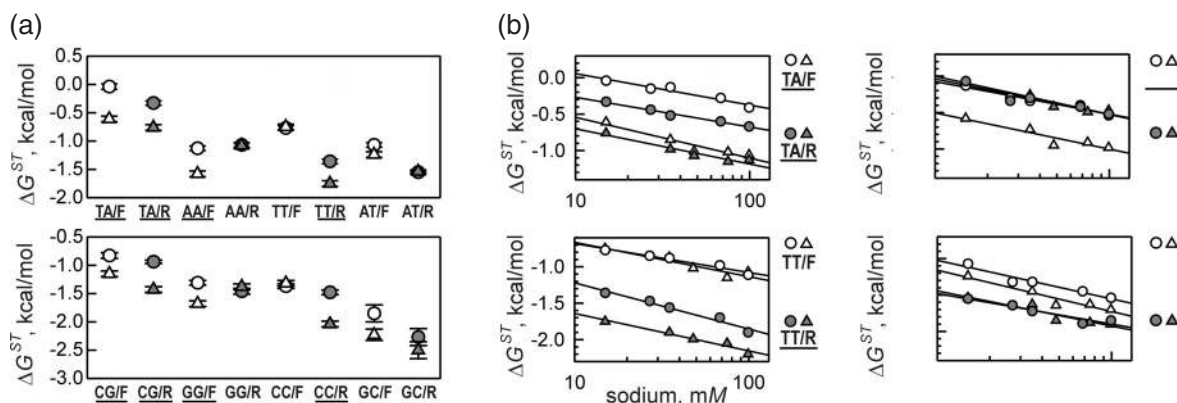 (a)
ΔG^ST, kcal/mol
0.5
0.0
-0.5
-1.0
-1.5
-2.0
TA/F TA/R AA/F AA/R TT/F TT/R AT/F AT/R
ΔG^ST, kcal/mol
-0.5
-1.0
-1.5
-2.0
-2.5
-3.0
CG/F CG/R GG/F GG/R CC/F CC/R GC/F GC/R
(b)
ΔG^ST, kcal/mol
0.0
-0.5
-1.0
TA/F
TA/R
ΔG^ST, kcal/mol
ΔG^ST, kcal/mol
-1.0
-1.5
-2.0
10 100
sodium, mM
TT/F
TT/R
ΔG^ST, kcal/mol